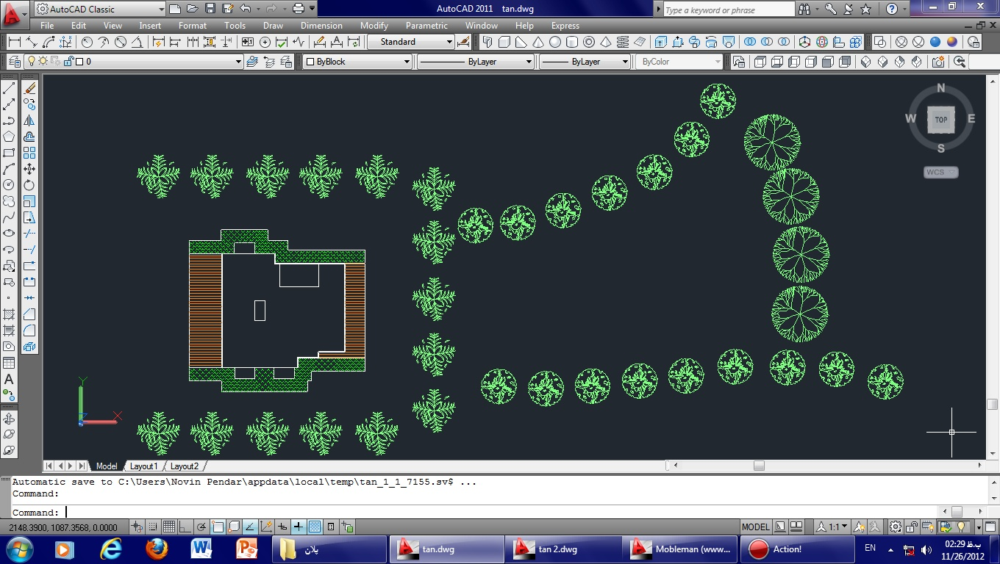 AutoCAD Classic
AutoCAD 2011 tan.dwg
Type a keyword or phrase
File Edit View Insert Format Tools Draw Dimension Modify Parametric Window Help Express
Standard
0 ByBlock ByLayer ByLayer ByColor
N
W TOP E
S
WCS
Y
X
A
Model Layout1 Layout2
Automatic save to C:\Users\Novin Pendar\appdata\local\temp\tan_1_1_7155.sv$ ...
Command:
Command:
2148.3900, 1087.3568, 0.0000 MODEL 1:1
پلان tan.dwg tan 2.dwg Mobleman (www... Action! EN 02:29 ب.ظ
11/26/2012